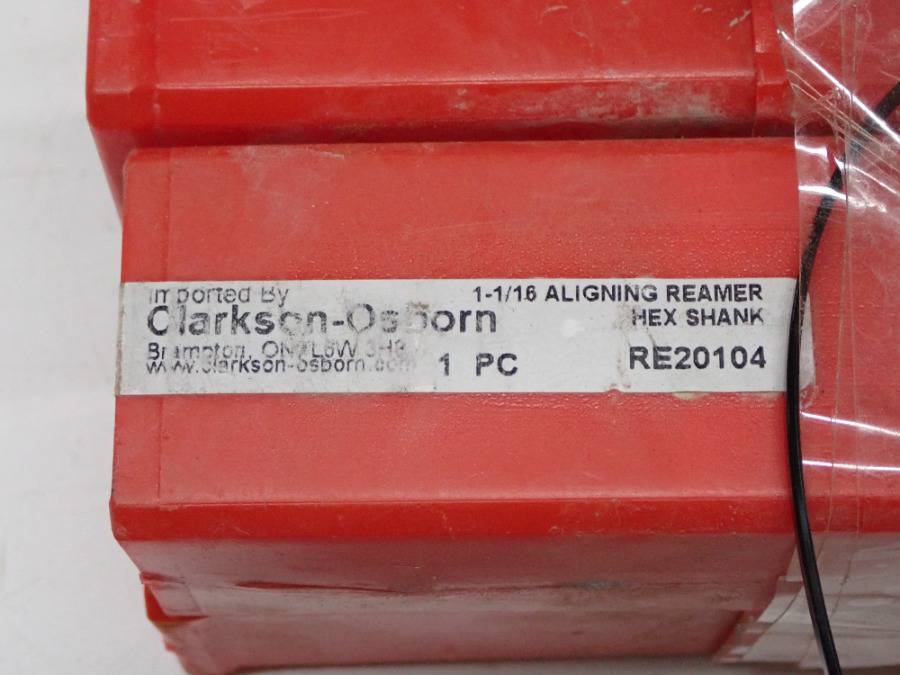 Imported By
Clarkson-Osborn
Brampton, ON L6W 3H8
www.clarkson-osborn.com
1 PC
1-1/16 ALIGNING REAMER
HEX SHANK
RE20104